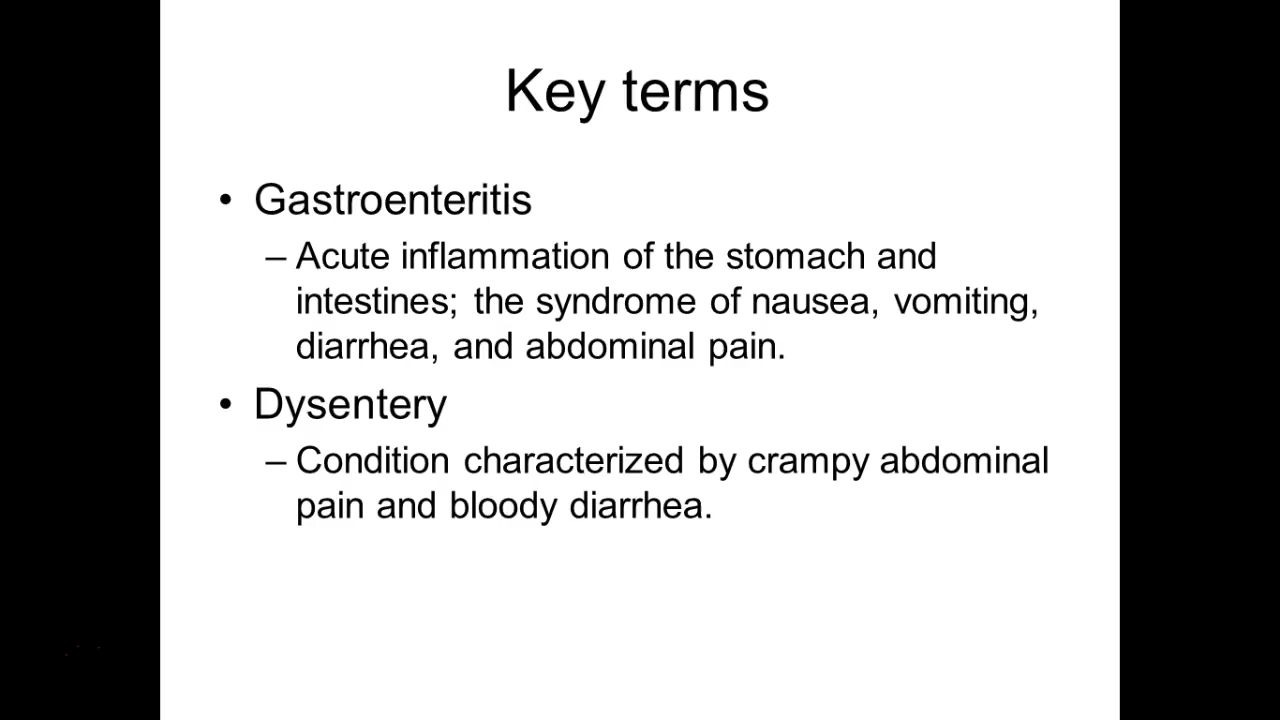 Key terms
• Gastroenteritis
– Acute inflammation of the stomach and
intestines; the syndrome of nausea, vomiting,
diarrhea, and abdominal pain.
• Dysentery
– Condition characterized by crampy abdominal
pain and bloody diarrhea.